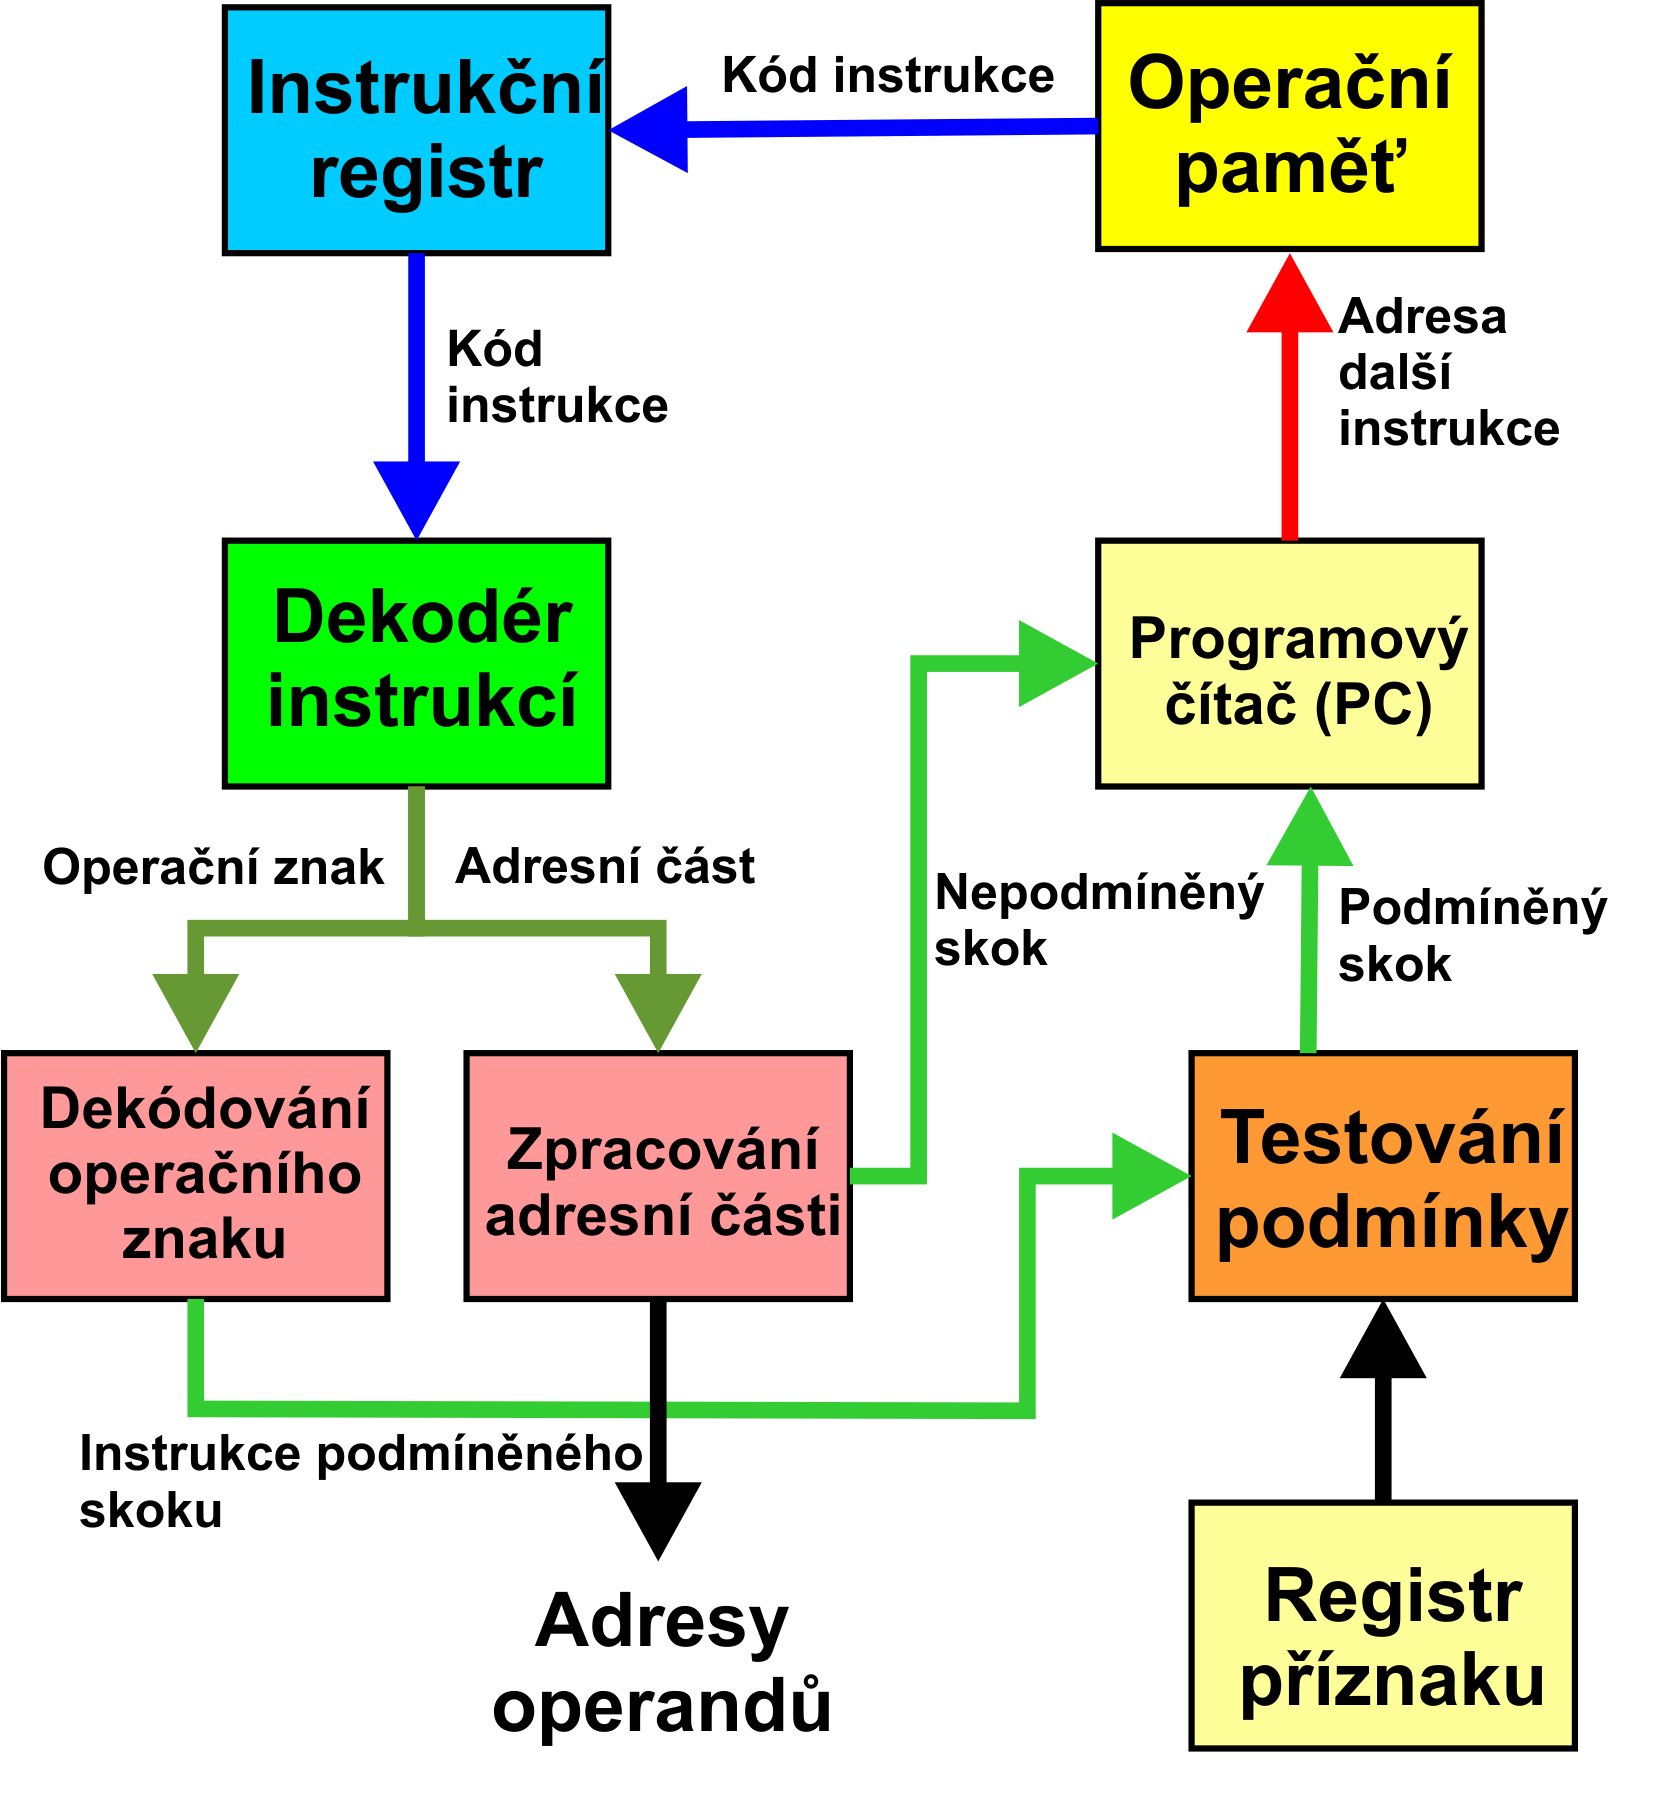 Instrukční
registr
Kód instrukce
Operační
paměť
Kód
instrukce
Adresa
další
instrukce
Dekodér
instrukcí
Programový
čítač (PC)
Operační znak
Adresní část
Nepodmíněný
skok
Podmíněný
skok
Dekódování
operačního
znaku
Zpracování
adresní části
Testování
podmínky
Instrukce podmíněného
skoku
Adresy
operandů
Registr
příznaku